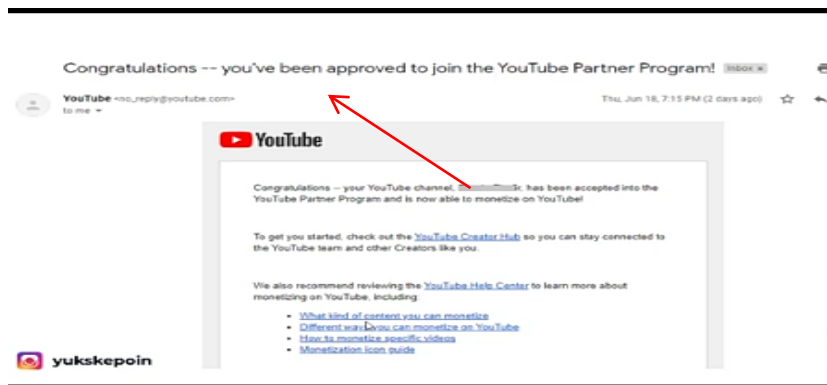 Congratulations -- you've been approved to join the YouTube Partner Program! Inbox x
YouTube <no_reply@youtube.com> Thu, Jun 18, 7:15 PM (2 days ago)
to me
YouTube
Congratulations – your YouTube channel, has been accepted into the
YouTube Partner Program and is now able to monetize on YouTube!
To get you started, check out the YouTube Creator Hub so you can stay connected to
the YouTube team and other Creators like you.
We also recommend reviewing the YouTube Help Center to learn more about
monetizing on YouTube, including:
• What kind of content you can monetize
• Different ways you can monetize on YouTube
• How to monetize specific videos
• Monetization icon guide
yukskepoin